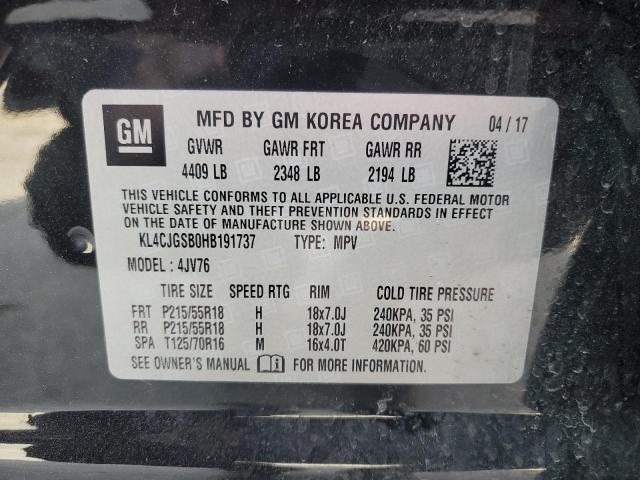 GM
MFD BY GM KOREA COMPANY 04 / 17
GVWR GAWR FRT GAWR RR
4409 LB 2348 LB 2194 LB
THIS VEHICLE CONFORMS TO ALL APPLICABLE U.S. FEDERAL MOTOR
VEHICLE SAFETY AND THEFT PREVENTION STANDARDS IN EFFECT
ON THE DATE OF MANUFACTURE SHOWN ABOVE.
KL4CJGSB0HB191737 TYPE: MPV
MODEL: 4JV76
TIRE SIZE SPEED RTG RIM COLD TIRE PRESSURE
FRT P215/55R18 H 18x7.0J 240KPA, 35 PSI
RR P215/55R18 H 18x7.0J 240KPA, 35 PSI
SPA T125/70R16 M 16x4.0T 420KPA, 60 PSI
SEE OWNER'S MANUAL FOR MORE INFORMATION